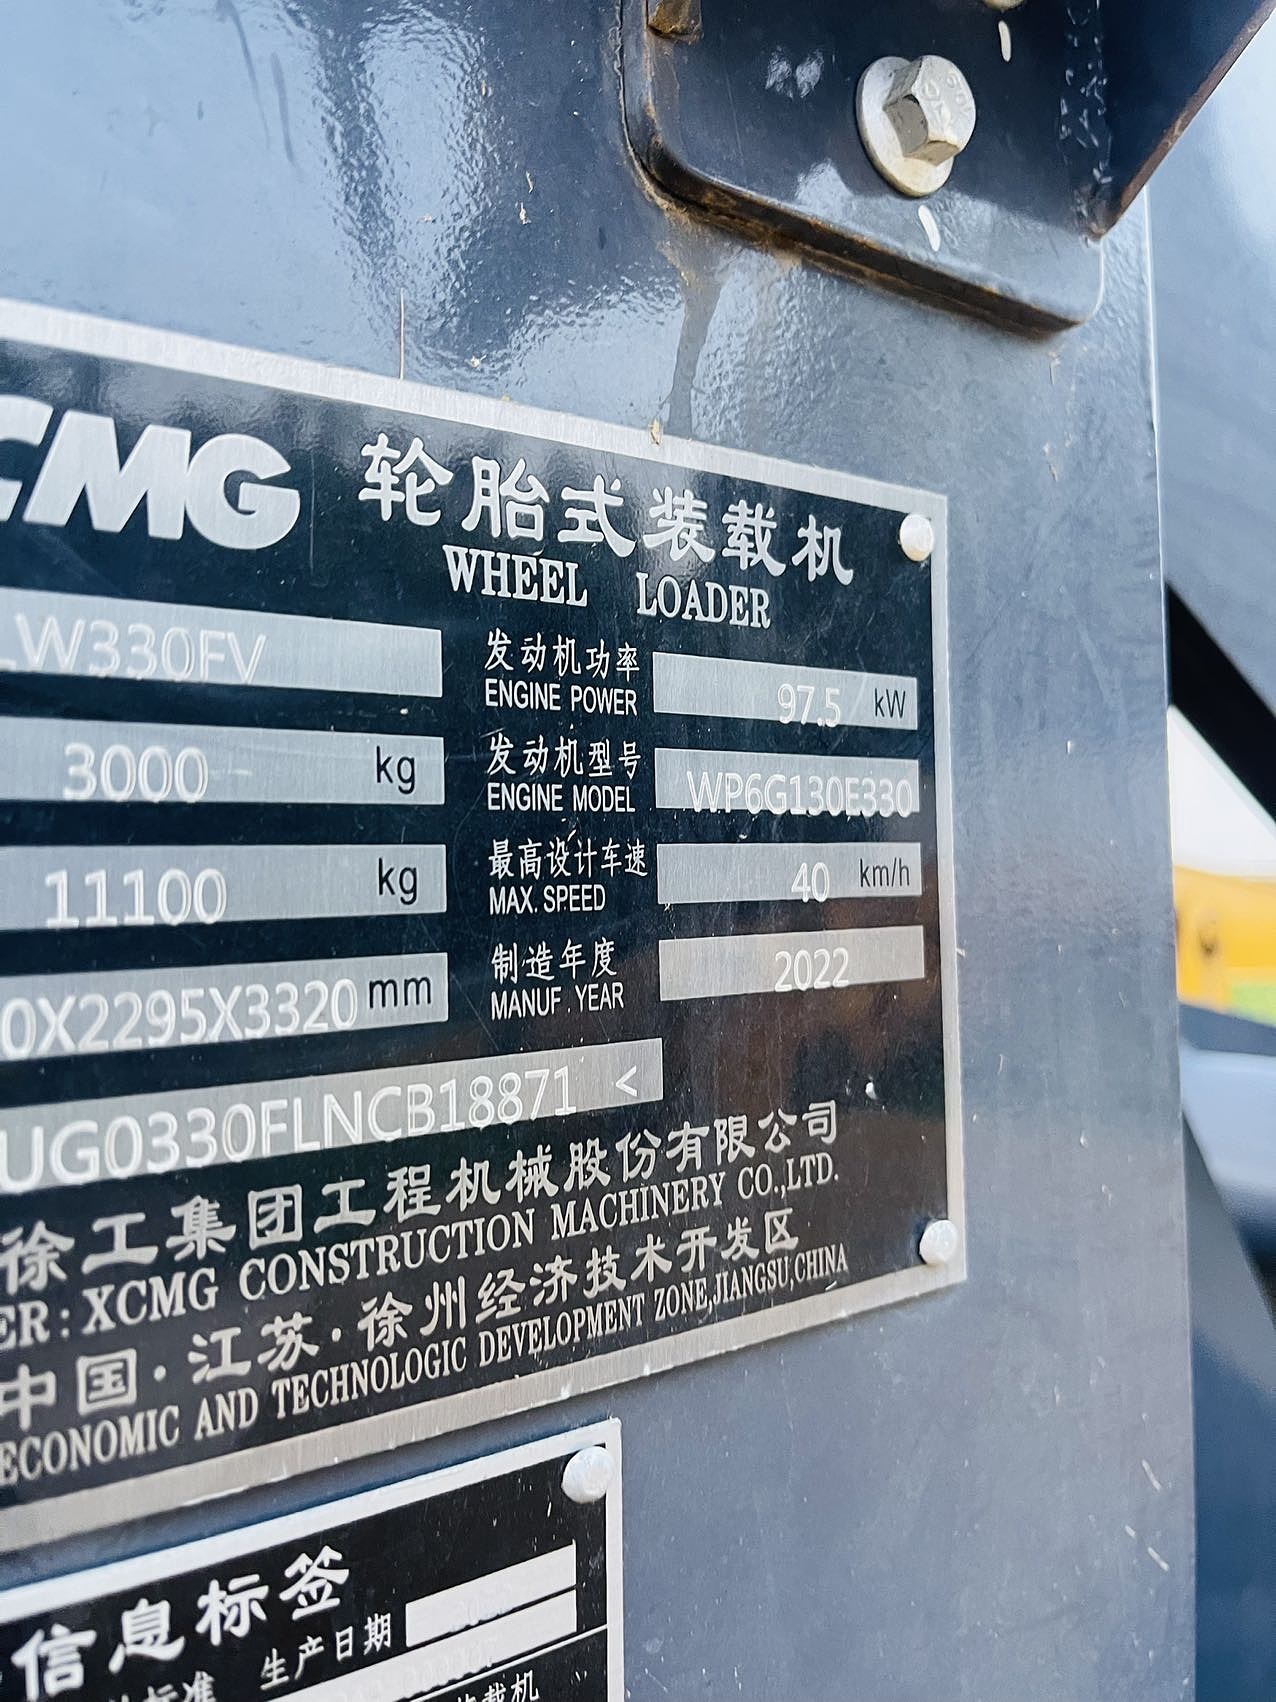 XCMG 轮胎式装载机
WHEEL LOADER
LW330FV
发动机功率
ENGINE POWER
97.5 kW
3000 kg
发动机型号
ENGINE MODEL
WP6G130E330
11100 kg
最高设计车速
MAX. SPEED
40 km/h
0X2295X3320 mm
制造年度
MANUF. YEAR
2022
UG0330FLNCB18871 <
徐工集团工程机械股份有限公司
ER: XCMG CONSTRUCTION MACHINERY CO.,LTD.
中国·江苏·徐州经济技术开发区
ECONOMIC AND TECHNOLOGIC DEVELOPMENT ZONE,JIANGSU,CHINA
信息标签
生产日期
标准
装载机